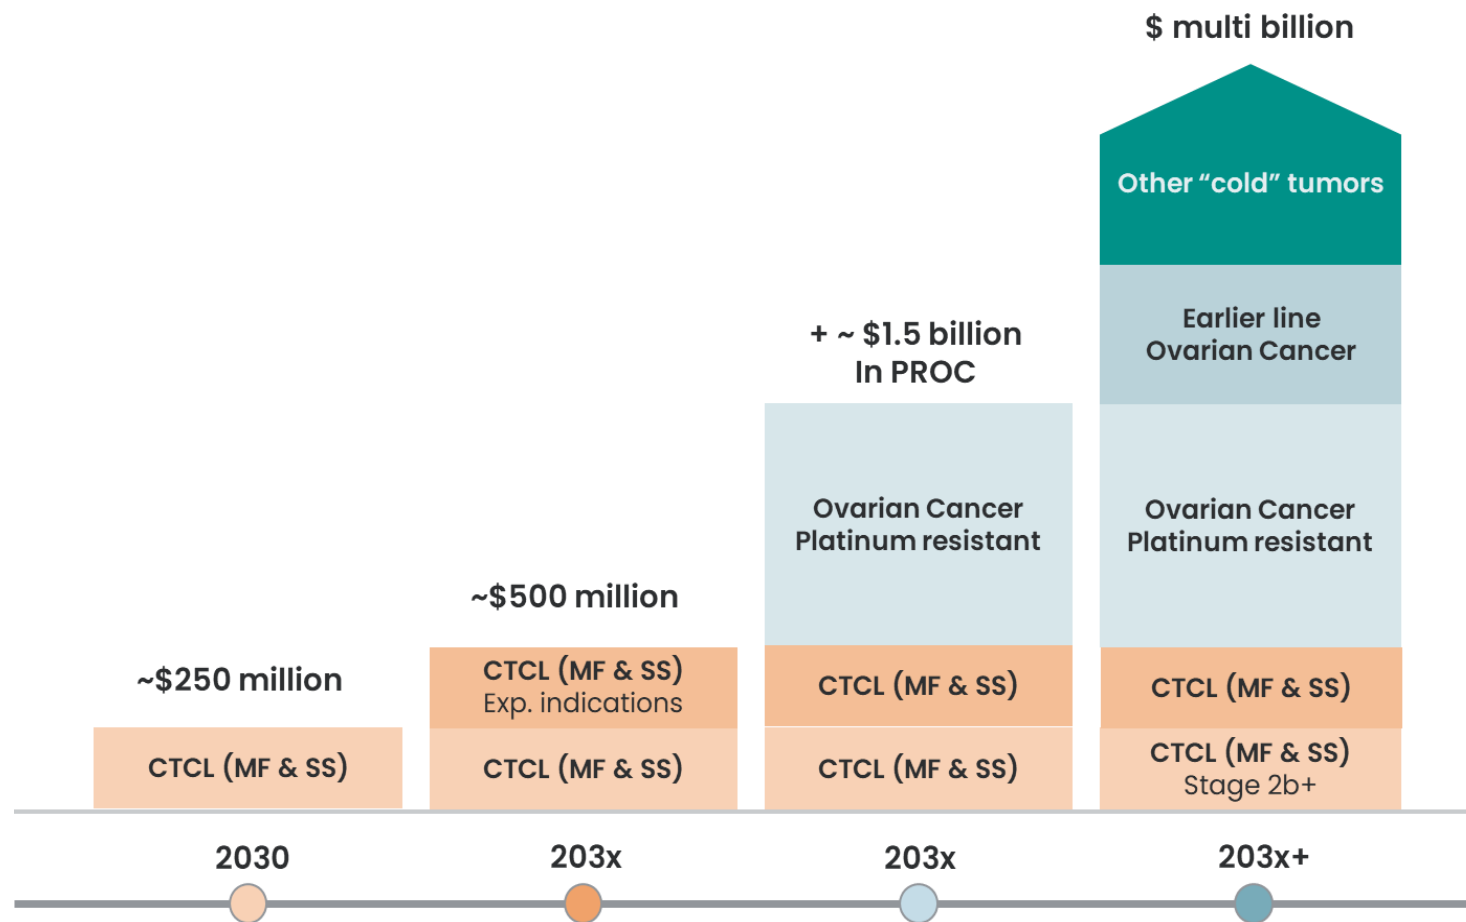 $ multi billion
Other “cold” tumors
Earlier line
Ovarian Cancer
+ ~ $1.5 billion
In PROC
Ovarian Cancer
Platinum resistant
Ovarian Cancer
Platinum resistant
~$500 million
~$250 million
CTCL (MF & SS)
Exp. indications
CTCL (MF & SS)
CTCL (MF & SS)
CTCL (MF & SS)
CTCL (MF & SS)
CTCL (MF & SS)
CTCL (MF & SS)
Stage 2b+
2030
203x
203x
203x+